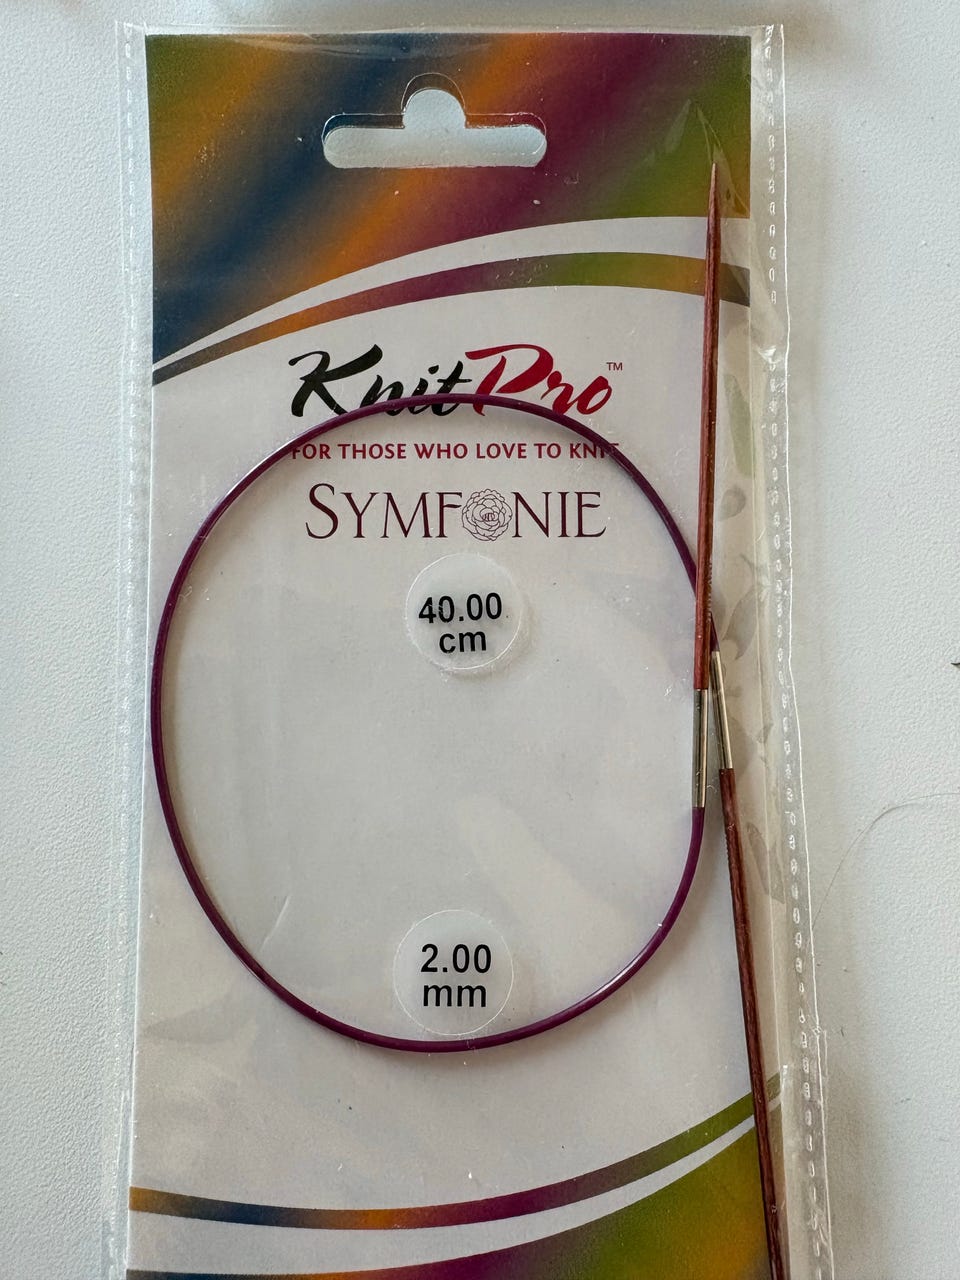 KnitPro™
FOR THOSE WHO LOVE TO KNIT
SYMFONIE
40.00
cm
2.00
mm